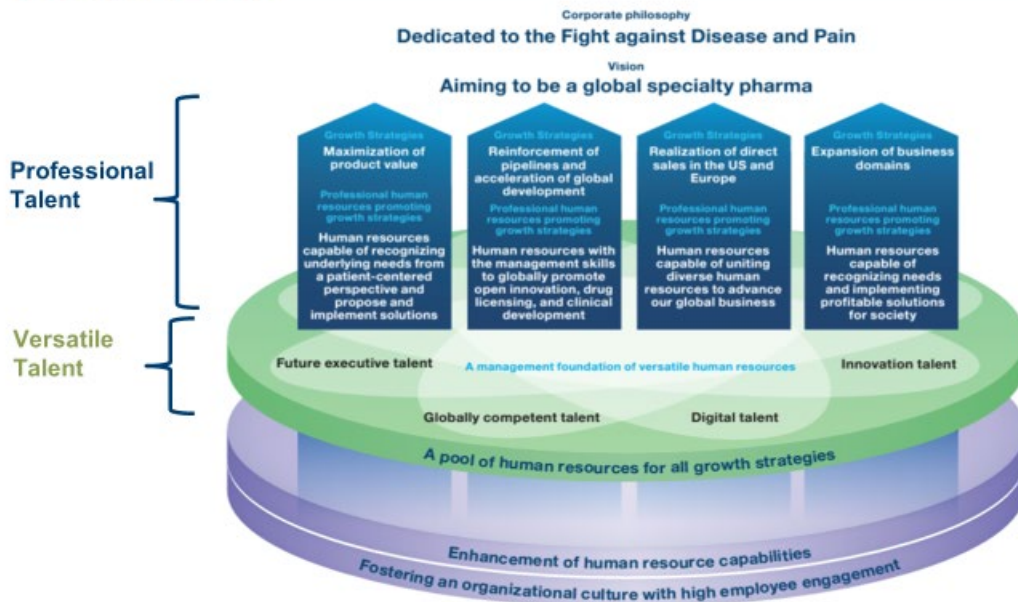 Corporate philosophy
Dedicated to the Fight against Disease and Pain
Vision
Aiming to be a global specialty pharma
Professional
Talent
Growth Strategies
Maximization of
product value
Professional human
resources promoting
growth strategies
Human resources
capable of recognizing
underlying needs from
a patient-centered
perspective and
propose and
implement solutions
Growth Strategies
Reinforcement of
pipelines and
acceleration of global
development
Professional human
resources promoting
growth strategies
Human resources with
the management skills
to globally promote
open innovation, drug
licensing, and clinical
development
Growth Strategies
Realization of direct
sales in the US and
Europe
Professional human
resources promoting
growth strategies
Human resources
capable of uniting
diverse human
resources to advance
our global business
Growth Strategies
Expansion of business
domains
Professional human
resources promoting
growth strategies
Human resources
capable of
recognizing needs
and implementing
profitable solutions
for society
Versatile
Talent
Future executive talent
A management foundation of versatile human resources
Innovation talent
Globally competent talent
Digital talent
A pool of human resources for all growth strategies
Enhancement of human resource capabilities
Fostering an organizational culture with high employee engagement